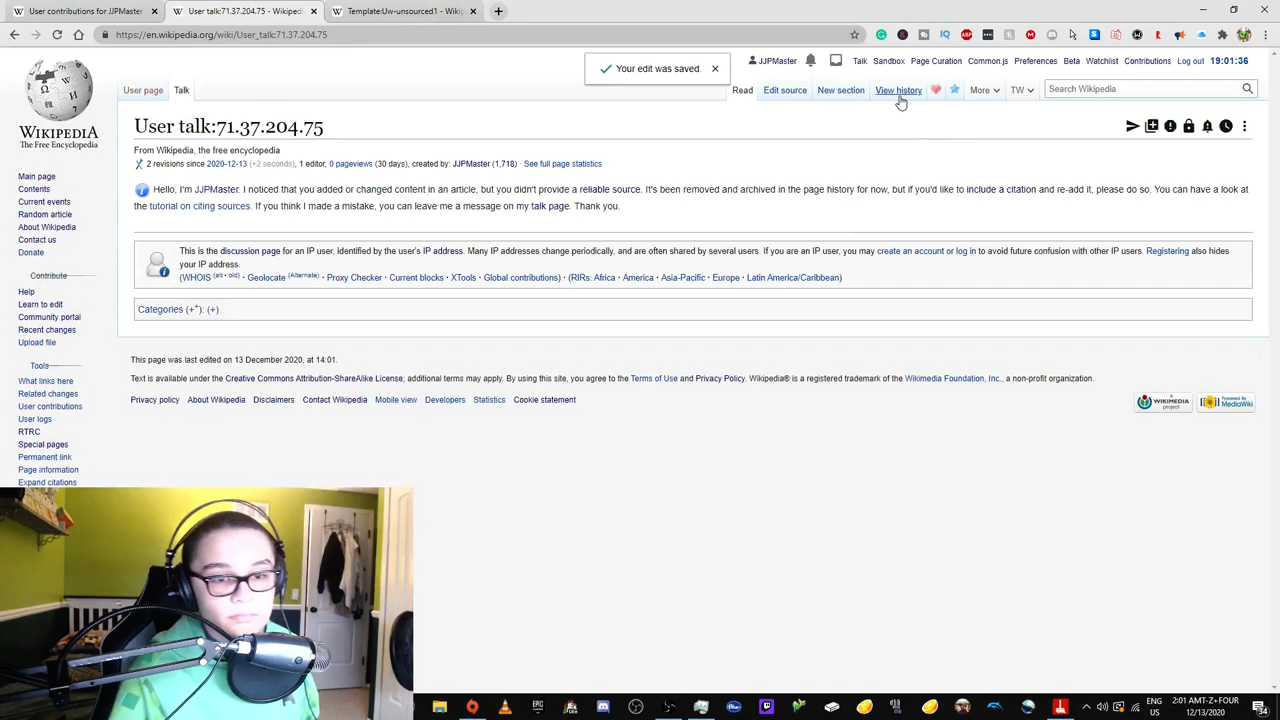 User contributions for JJPMaster
User talk:71.37.204.75 - Wikiped
Template:Uw-unsourced1 - Wikip
https://en.wikipedia.org/wiki/User_talk:71.37.204.75
Your edit was saved.
JJPMaster Talk Sandbox Page Curation Common.js Preferences Beta Watchlist Contributions Log out 19:01:36
User page Talk Read Edit source New section View history More TW Search Wikipedia
WIKIPEDIA
The Free Encyclopedia
Main page
Contents
Current events
Random article
About Wikipedia
Contact us
Donate
Contribute
Help
Learn to edit
Community portal
Recent changes
Upload file
Tools
What links here
Related changes
User contributions
User logs
RTRC
Special pages
Permanent link
Page information
Expand citations
User talk:71.37.204.75
From Wikipedia, the free encyclopedia
2 revisions since 2020-12-13 (+2 seconds), 1 editor, 0 pageviews (30 days), created by: JJPMaster (1,718) · See full page statistics
Hello, I'm JJPMaster. I noticed that you added or changed content in an article, but you didn't provide a reliable source. It's been removed and archived in the page history for now, but if you'd like to include a citation and re-add it, please do so. You can have a look at
the tutorial on citing sources. If you think I made a mistake, you can leave me a message on my talk page. Thank you.
This is the discussion page for an IP user, identified by the user's IP address. Many IP addresses change periodically, and are often shared by several users. If you are an IP user, you may create an account or log in to avoid future confusion with other IP users. Registering also hides
your IP address.
(WHOIS (alt · old) · Geolocate (Alternate) · Proxy Checker · Current blocks · XTools · Global contributions) · (RIRs: Africa · America · Asia-Pacific · Europe · Latin America/Caribbean)
Categories (++): (+)
This page was last edited on 13 December 2020, at 14:01.
Text is available under the Creative Commons Attribution-ShareAlike License; additional terms may apply. By using this site, you agree to the Terms of Use and Privacy Policy. Wikipedia® is a registered trademark of the Wikimedia Foundation, Inc., a non-profit organization.
Privacy policy About Wikipedia Disclaimers Contact Wikipedia Mobile view Developers Statistics Cookie statement
A WIKIMEDIA project
Powered By MediaWiki
ENG
US
2:01 AMT-Z+FOUR
12/13/2020